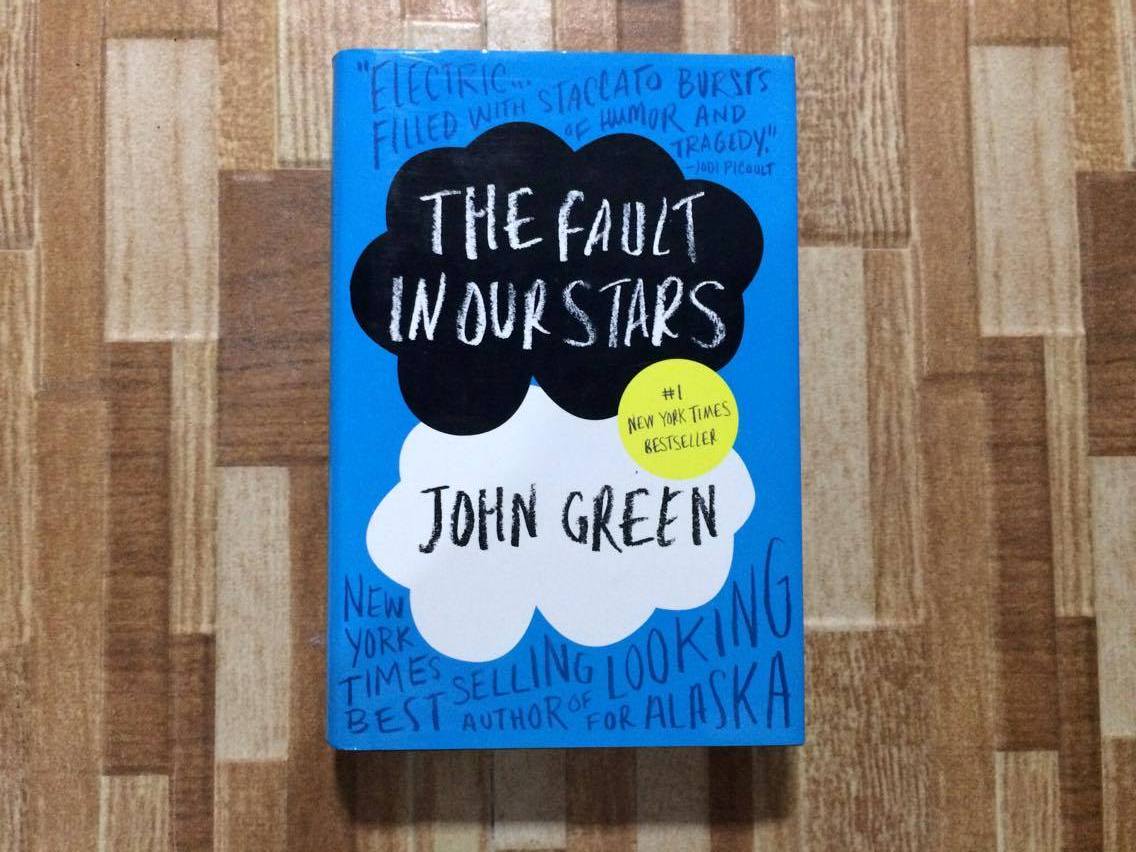 "ELECTRIC...
FILLED WITH STACCATO BURSTS
OF HUMOR AND
TRAGEDY."
-JODI PICOULT
THE FAULT
IN OUR STARS
#1
NEW YORK TIMES
BESTSELLER
JOHN GREEN
NEW
YORK
TIMES
BEST SELLING
AUTHOR OF
LOOKING
FOR ALASKA